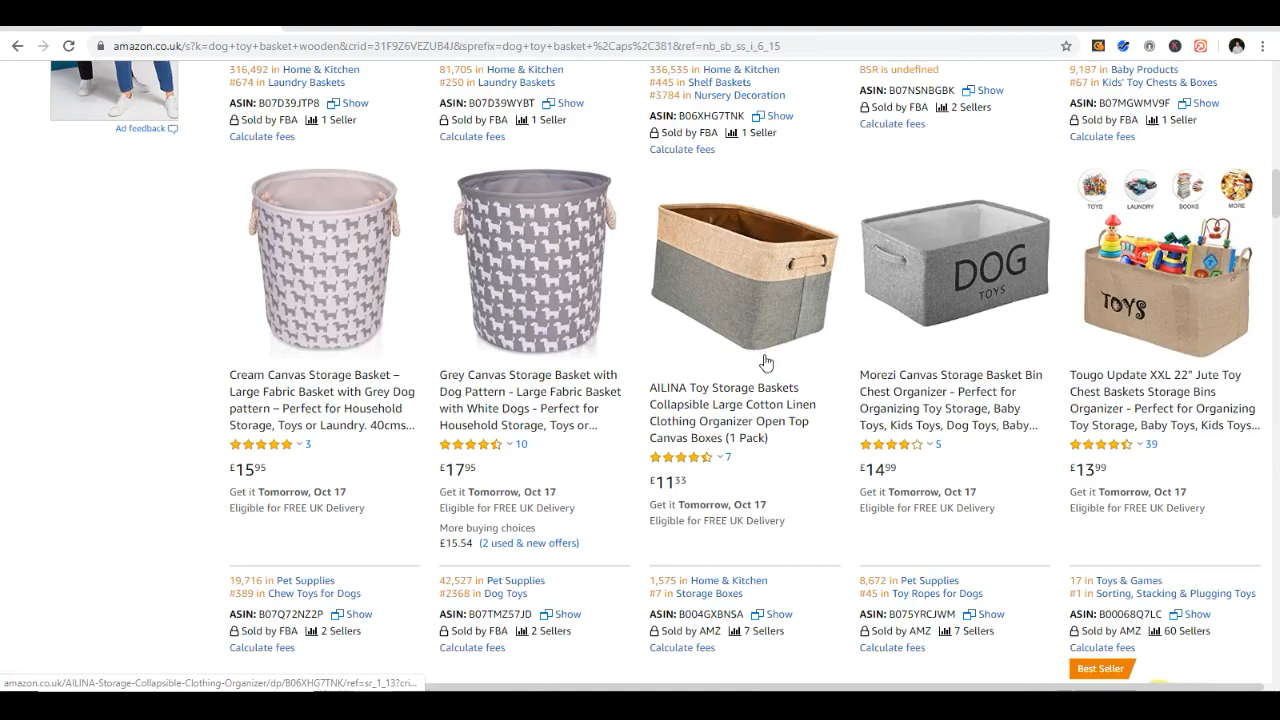 amazon.co.uk/s?k=dog+toy+basket+wooden&crid=31F9Z6VEZUB4J&sprefix=dog+toy+basket+%2Caps%2C381&ref=nb_sb_ss_i_6_15
Ad feedback
316,492 in Home & Kitchen
#674 in Laundry Baskets
ASIN: B07D39JTP8 Show
Sold by FBA 1 Seller
Calculate fees
81,705 in Home & Kitchen
#250 in Laundry Baskets
ASIN: B07D39WYBT Show
Sold by FBA 1 Seller
Calculate fees
336,535 in Home & Kitchen
#445 in Shelf Baskets
#3784 in Nursery Decoration
ASIN: B06XHG7TNK Show
Sold by FBA 1 Seller
Calculate fees
BSR is undefined
ASIN: B07NSNBGBK Show
Sold by FBA 2 Sellers
Calculate fees
9,187 in Baby Products
#67 in Kids' Toy Chests & Boxes
ASIN: B07MGWMV9F Show
Sold by FBA 1 Seller
Calculate fees
DOG
TOYS
TOYS
LAUNDRY
BOOKS
MORE
TOYS
Cream Canvas Storage Basket –
Large Fabric Basket with Grey Dog
pattern – Perfect for Household
Storage, Toys or Laundry. 40cms...
3
£15⁹⁵
Get it Tomorrow, Oct 17
Eligible for FREE UK Delivery
Grey Canvas Storage Basket with
Dog Pattern - Large Fabric Basket
with White Dogs - Perfect for
Household Storage, Toys or...
10
£17⁹⁵
Get it Tomorrow, Oct 17
Eligible for FREE UK Delivery
More buying choices
£15.54 (2 used & new offers)
AILINA Toy Storage Baskets
Collapsible Large Cotton Linen
Clothing Organizer Open Top
Canvas Boxes (1 Pack)
7
£11³³
Get it Tomorrow, Oct 17
Eligible for FREE UK Delivery
Morezi Canvas Storage Basket Bin
Chest Organizer - Perfect for
Organizing Toy Storage, Baby
Toys, Kids Toys, Dog Toys, Baby...
5
£14⁹⁹
Get it Tomorrow, Oct 17
Eligible for FREE UK Delivery
Tougo Update XXL 22" Jute Toy
Chest Baskets Storage Bins
Organizer - Perfect for Organizing
Toy Storage, Baby Toys, Kids Toys...
39
£13⁹⁹
Get it Tomorrow, Oct 17
Eligible for FREE UK Delivery
19,716 in Pet Supplies
#389 in Chew Toys for Dogs
ASIN: B07Q72NZ2P Show
Sold by FBA 2 Sellers
Calculate fees
42,527 in Pet Supplies
#2368 in Dog Toys
ASIN: B07TMZ57JD Show
Sold by FBA 2 Sellers
Calculate fees
1,575 in Home & Kitchen
#7 in Storage Boxes
ASIN: B004GXBNSA Show
Sold by AMZ 7 Sellers
Calculate fees
8,672 in Pet Supplies
#45 in Toy Ropes for Dogs
ASIN: B075YRCJWM Show
Sold by AMZ 7 Sellers
Calculate fees
17 in Toys & Games
#1 in Sorting, Stacking & Plugging Toys
ASIN: B00068Q7LC Show
Sold by AMZ 60 Sellers
Calculate fees
Best Seller
amazon.co.uk/AILINA-Storage-Collapsible-Clothing-Organizer/dp/B06XHG7TNK/ref=sr_1_13?cri...